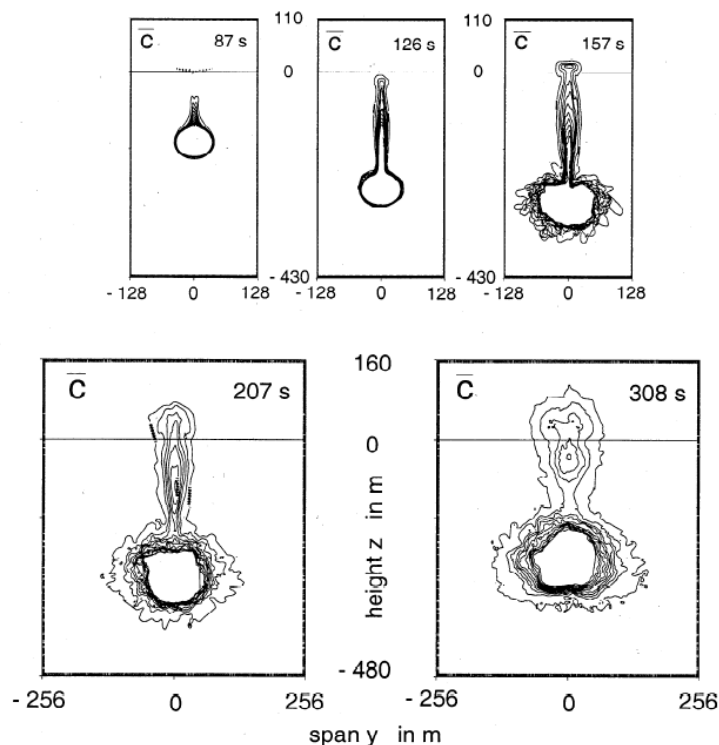 110
C̅ 87 s
C̅ 126 s
C̅ 157 s
0
0
- 430
- 430
- 128 0 128
- 128 0 128
- 128 0 128
110
160
C̅ 207 s
C̅ 308 s
0
height z in m
- 480
- 256 0 256
- 256 0 256
span y in m